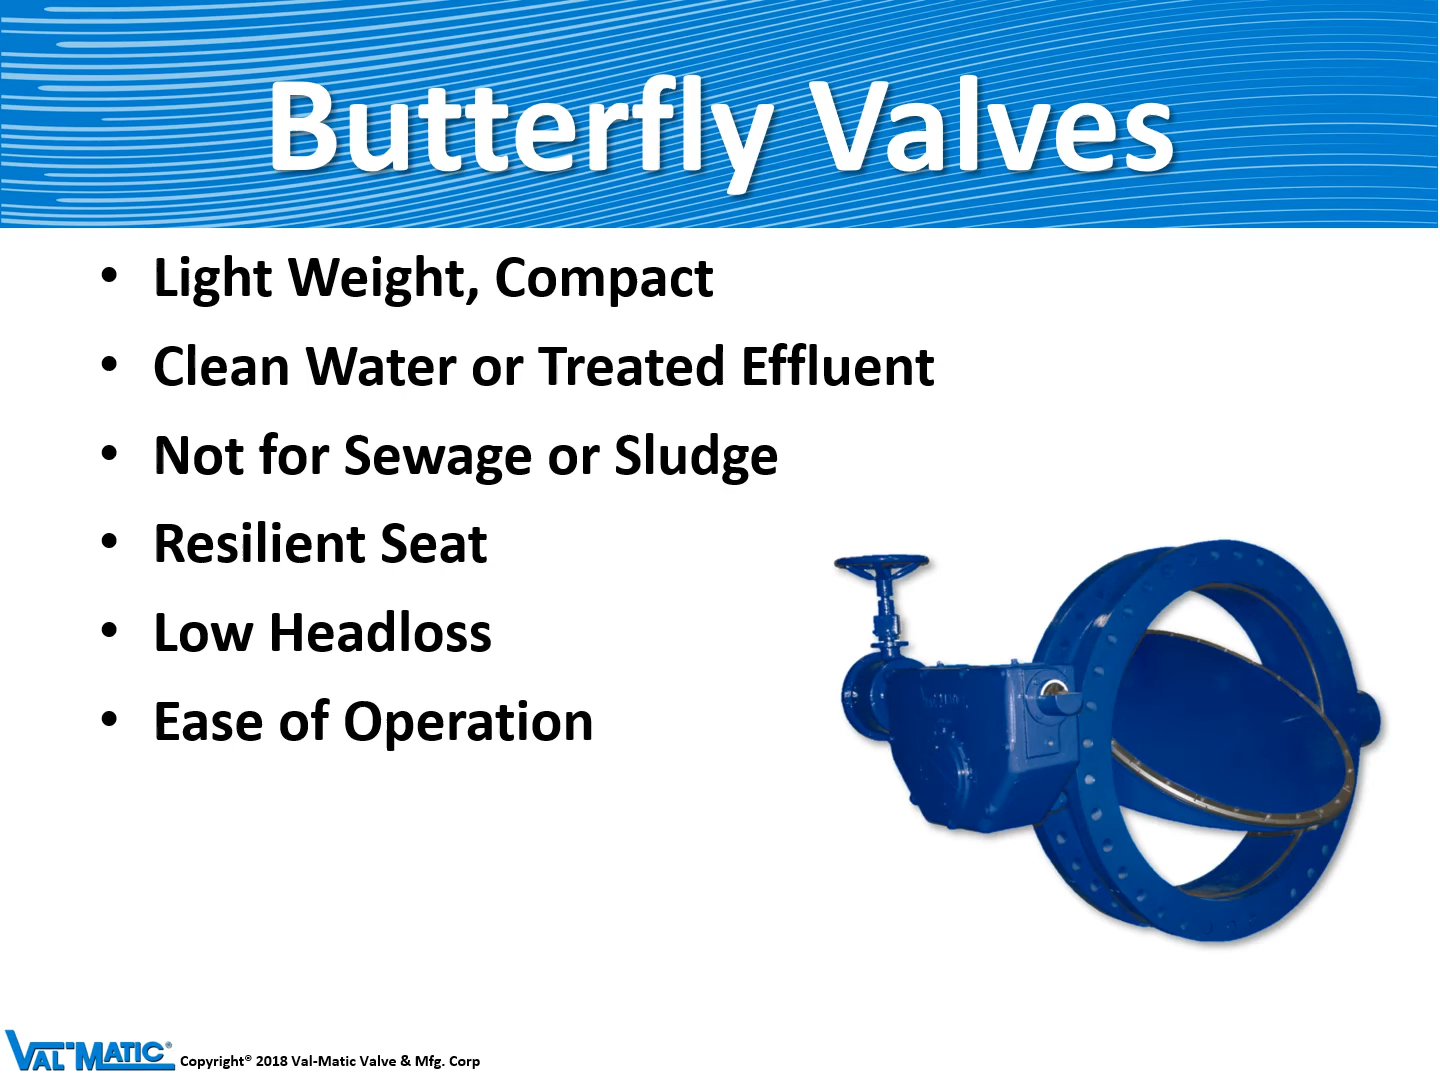 Butterfly Valves
• Light Weight, Compact
• Clean Water or Treated Effluent
• Not for Sewage or Sludge
• Resilient Seat
• Low Headloss
• Ease of Operation
VAL-MATIC® Copyright® 2018 Val-Matic Valve & Mfg. Corp